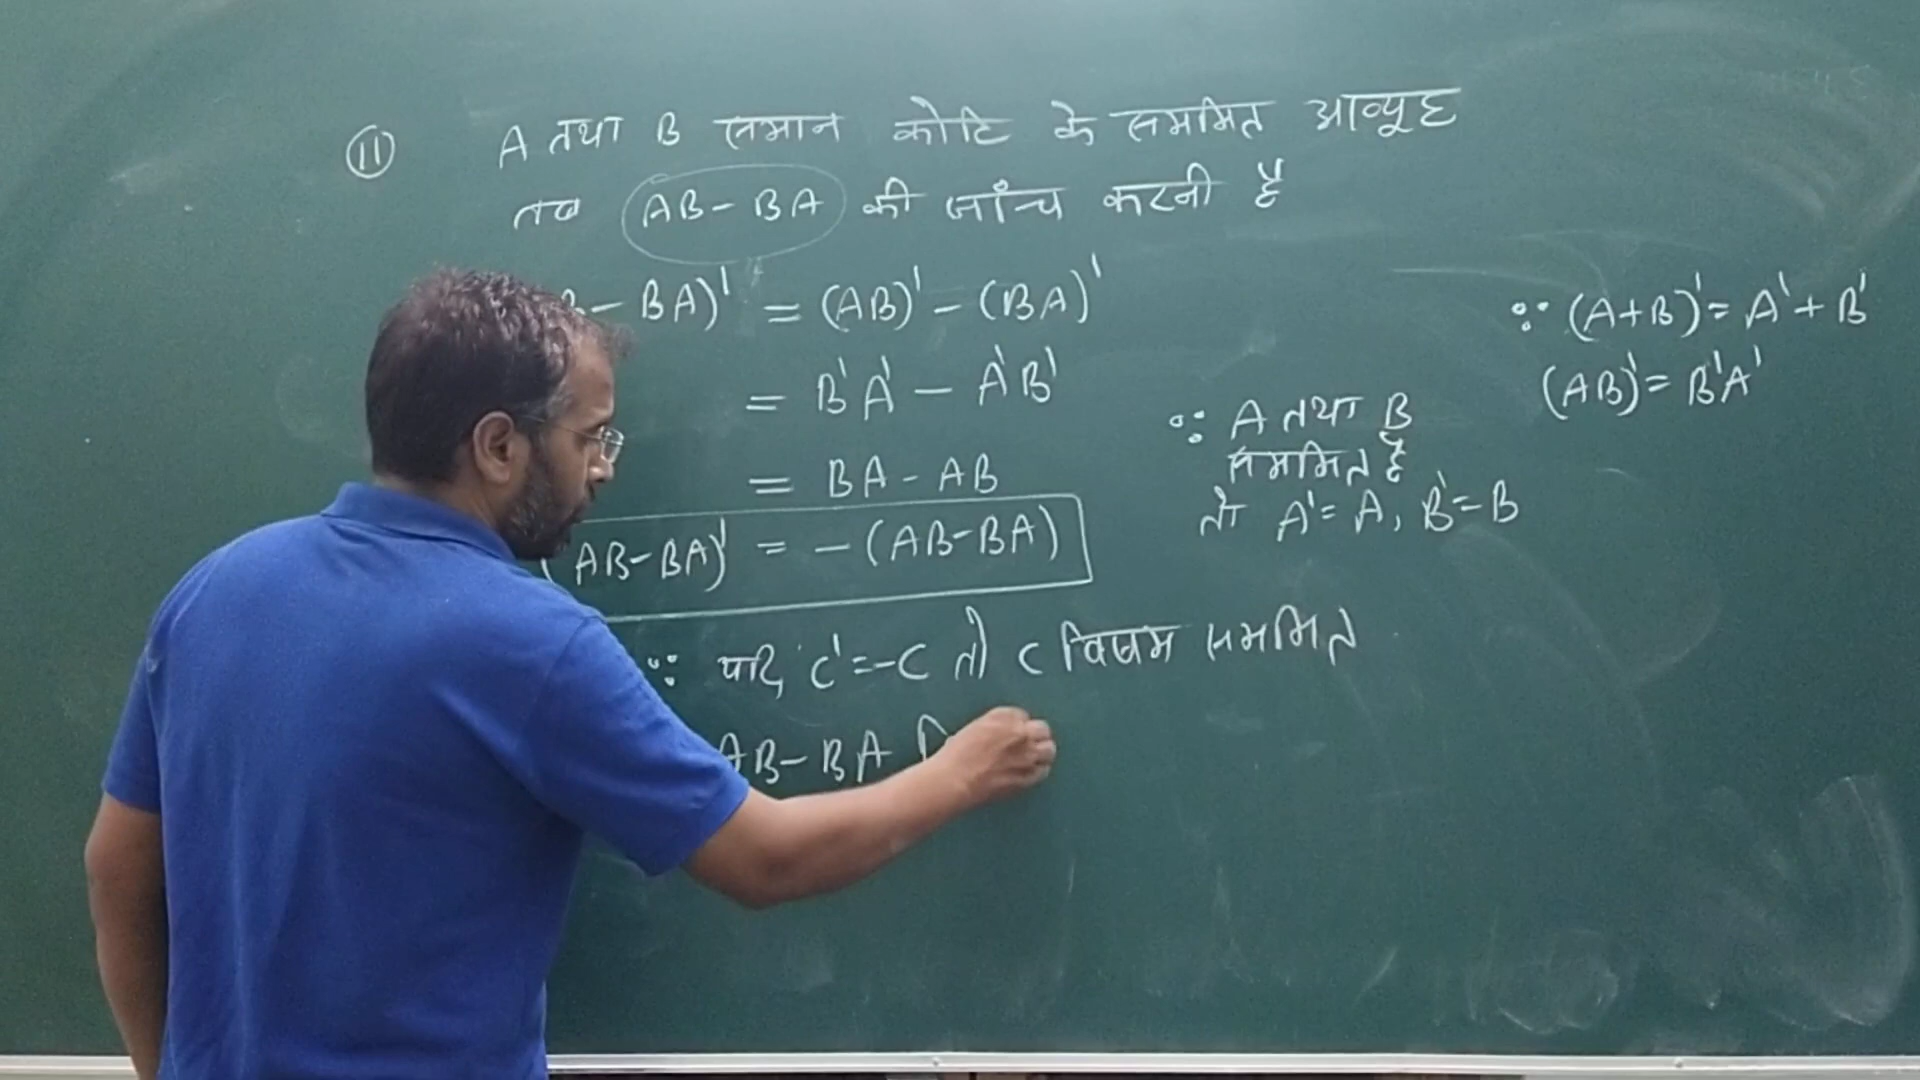 (11) A तथा B समान कोटि के सममित आव्यूह
तब AB - BA की जाँच करनी है
- BA)' = (AB)' - (BA)'
= B'A' - A'B'
= BA - AB
(AB-BA)' = -(AB-BA)
∵ यदि C'=-C तो C विषम सममित
AB-BA
∵ (A+B)' = A' + B'
(AB)' = B'A'
∵ A तथा B
सममित है
तो A' = A, B' = B